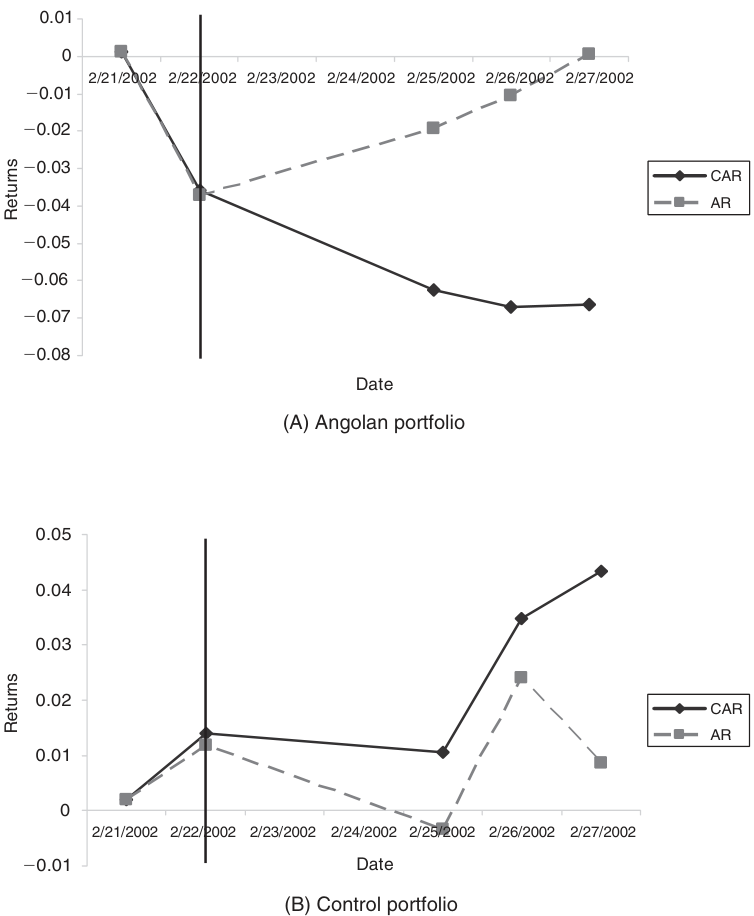 0.01
0
2/21/2002 2/22/2002 2/23/2002 2/24/2002 2/25/2002 2/26/2002 2/27/2002
−0.01
−0.02
−0.03
−0.04
−0.05
−0.06
−0.07
−0.08
Returns
CAR
AR
Date
(A) Angolan portfolio
0.05
0.04
0.03
0.02
0.01
0
2/21/2002 2/22/2002 2/23/2002 2/24/2002 2/25/2002 2/26/2002 2/27/2002
−0.01
Returns
CAR
AR
Date
(B) Control portfolio